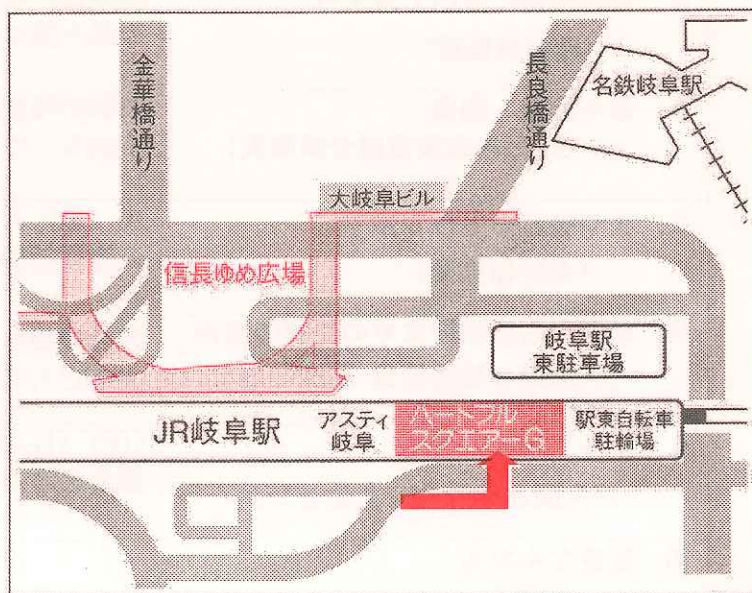 金華橋通り
長良橋通り
名鉄岐阜駅
大岐阜ビル
信長ゆめ広場
岐阜駅
東駐車場
JR岐阜駅
アスティ
岐阜
ハートフル
スクエアーG
駅東自転車
駐輪場